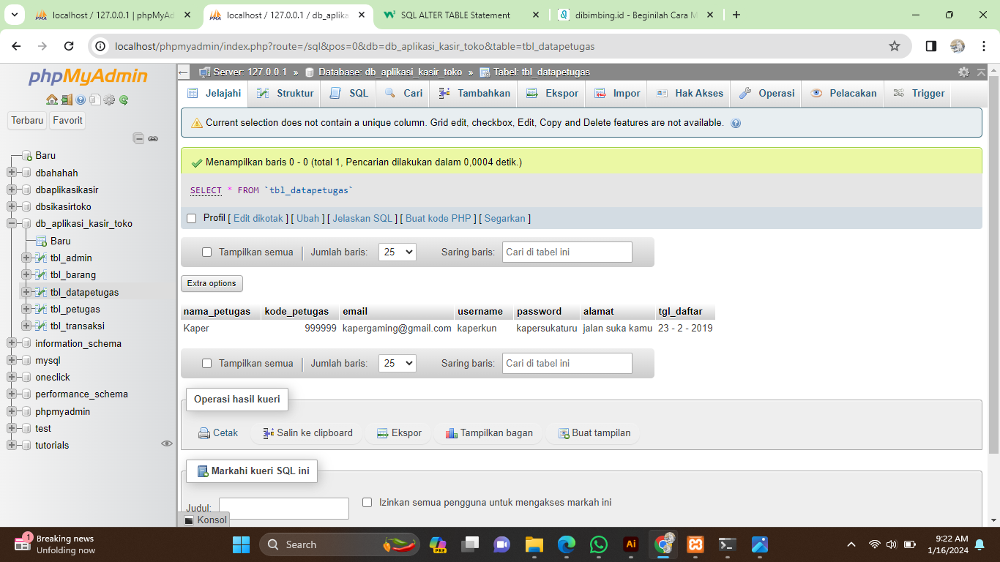 localhost / 127.0.0.1 | phpMyAd
localhost / 127.0.0.1 / db_aplika
SQL ALTER TABLE Statement
dibimbing.id - Beginilah Cara M
localhost/phpmyadmin/index.php?route=/sql&pos=0&db=db_aplikasi_kasir_toko&table=tbl_datapetugas
phpMyAdmin
Terbaru Favorit
Baru
dbahahah
dbaplikasikasir
dbsikasirtoko
db_aplikasi_kasir_toko
Baru
tbl_admin
tbl_barang
tbl_datapetugas
tbl_petugas
tbl_transaksi
information_schema
mysql
oneclick
performance_schema
phpmyadmin
test
tutorials
Server: 127.0.0.1 » Database: db_aplikasi_kasir_toko » Tabel: tbl_datapetugas
Jelajahi Struktur SQL Cari Tambahkan Ekspor Impor Hak Akses Operasi Pelacakan Trigger
Current selection does not contain a unique column. Grid edit, checkbox, Edit, Copy and Delete features are not available.
Menampilkan baris 0 - 0 (total 1, Pencarian dilakukan dalam 0,0004 detik.)
SELECT * FROM `tbl_datapetugas`
Profil [ Edit dikotak ] [ Ubah ] [ Jelaskan SQL ] [ Buat kode PHP ] [ Segarkan ]
Tampilkan semua | Jumlah baris: 25 Saring baris: Cari di tabel ini
Extra options
nama_petugas kode_petugas email username password alamat tgl_daftar
Kaper 999999 kapergaming@gmail.com kaperkun kapersukaturu jalan suka kamu 23 - 2 - 2019
Tampilkan semua | Jumlah baris: 25 Saring baris: Cari di tabel ini
Operasi hasil kueri
Cetak Salin ke clipboard Ekspor Tampilkan bagan Buat tampilan
Markahi kueri SQL ini
Judul: Izinkan semua pengguna untuk mengakses markah ini
Konsol
1 Breaking news
Unfolding now
Search
PRE
Ai
9:22 AM
1/16/2024